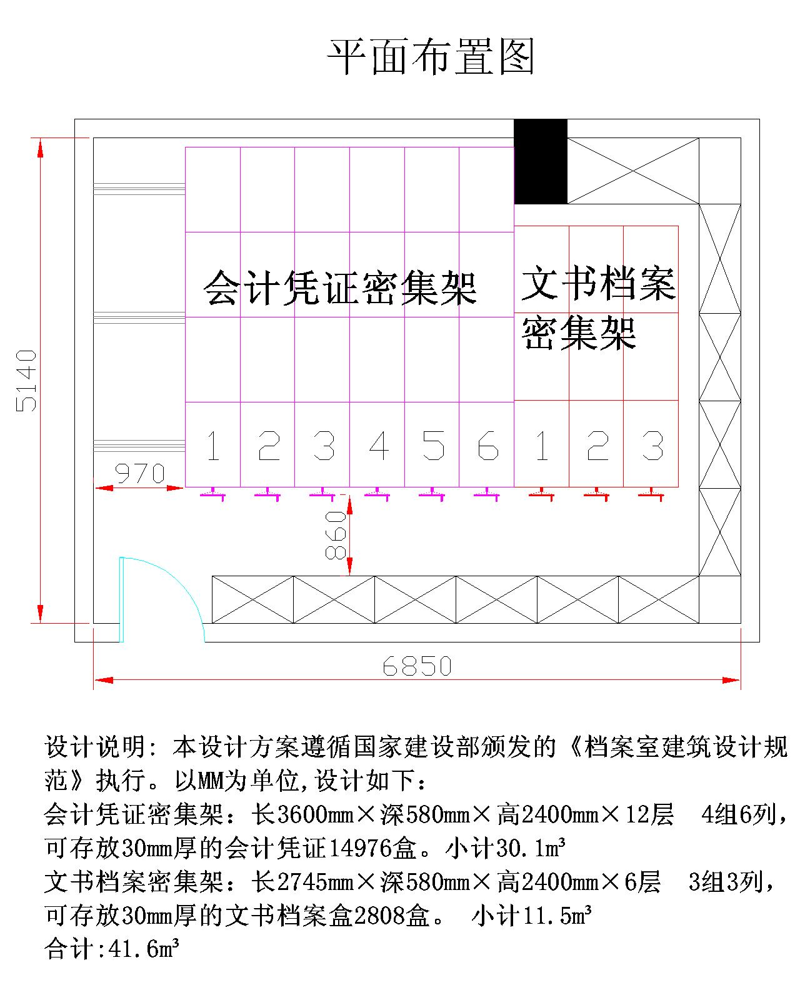 平面布置图
会计凭证密集架
文书档案
密集架
5140
1 2 3 4 5 6 1 2 3
970
860
6850
设计说明: 本设计方案遵循国家建设部颁发的《档案室建筑设计规
范》执行。以MM为单位,设计如下:
会计凭证密集架: 长3600mm×深580mm×高2400mm×12层 4组6列,
可存放30mm厚的会计凭证14976盒。小计30.1m³
文书档案密集架: 长2745mm×深580mm×高2400mm×6层 3组3列,
可存放30mm厚的文书档案盒2808盒。 小计11.5m³
合计:41.6m³